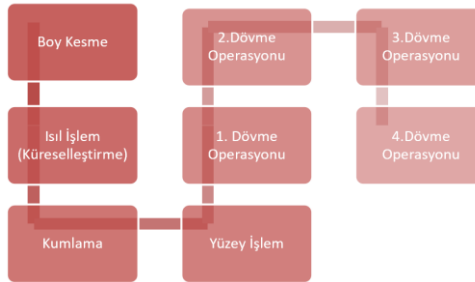 Boy Kesme
Isıl İşlem
(Küreselleştirme)
Kumlama
Yüzey İşlem
1. Dövme
Operasyonu
2.Dövme
Operasyonu
3.Dövme
Operasyonu
4.Dövme
Operasyonu